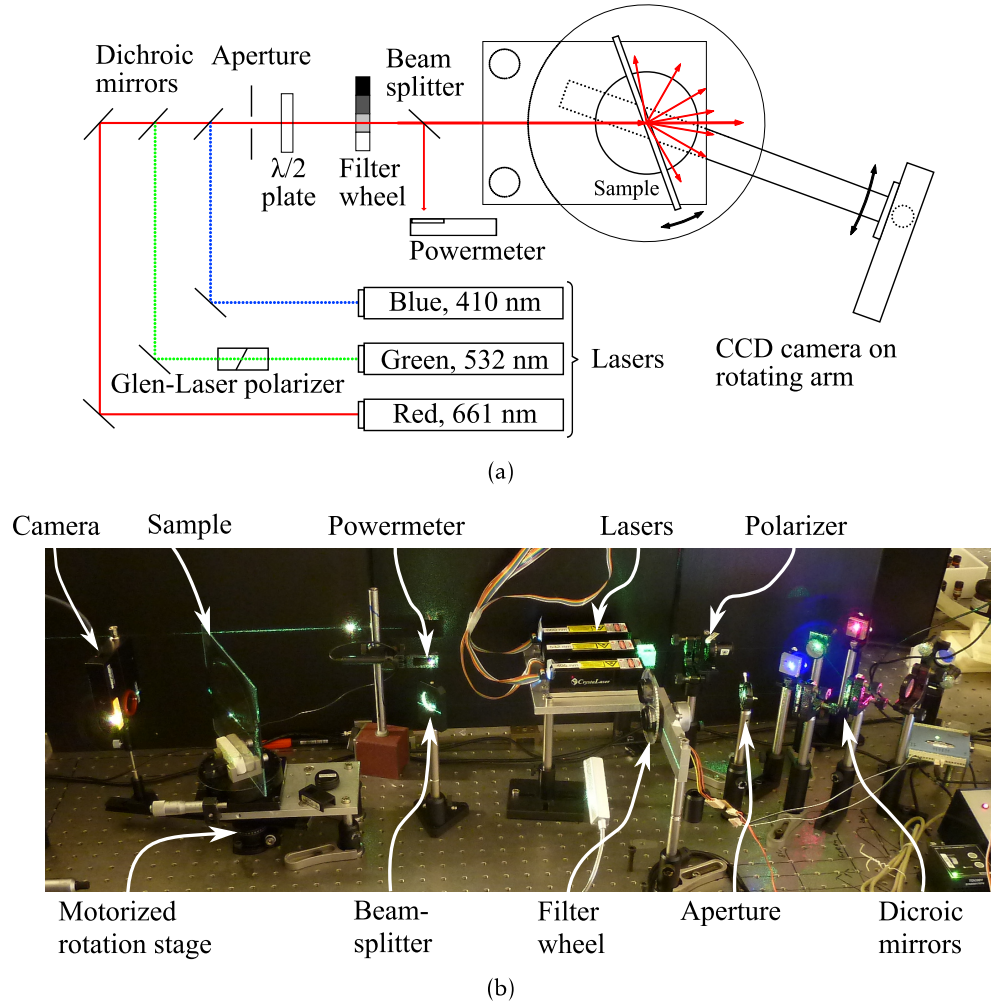 Dichroic
mirrors
Aperture
Beam
splitter
λ/2
plate
Filter
wheel
Sample
Powermeter
Blue, 410 nm
Green, 532 nm
Red, 661 nm
Lasers
Glen-Laser polarizer
CCD camera on
rotating arm
(a)
Camera
Sample
Powermeter
Lasers
Polarizer
CrystaLaser
Motorized
rotation stage
Beam-
splitter
Filter
wheel
Aperture
Dicroic
mirrors
(b)